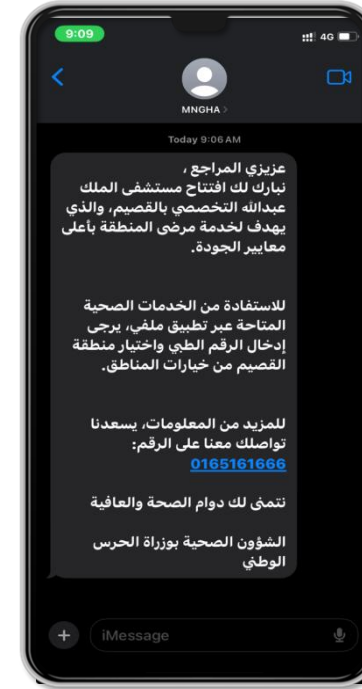 9:09
4G
MNGHA
Today 9:06 AM
عزيزي المراجع ،
نبارك لك افتتاح مستشفى الملك
عبدالله التخصصي بالقصيم، والذي
يهدف لخدمة مرضى المنطقة بأعلى
معايير الجودة.
للاستفادة من الخدمات الصحية
المتاحة عبر تطبيق ملفي، يرجى
إدخال الرقم الطبي واختيار منطقة
القصيم من خيارات المناطق.
للمزيد من المعلومات، يسعدنا
تواصلك معنا على الرقم:
0165161666
نتمنى لك دوام الصحة والعافية
الشؤون الصحية بوزراة الحرس
الوطني
iMessage